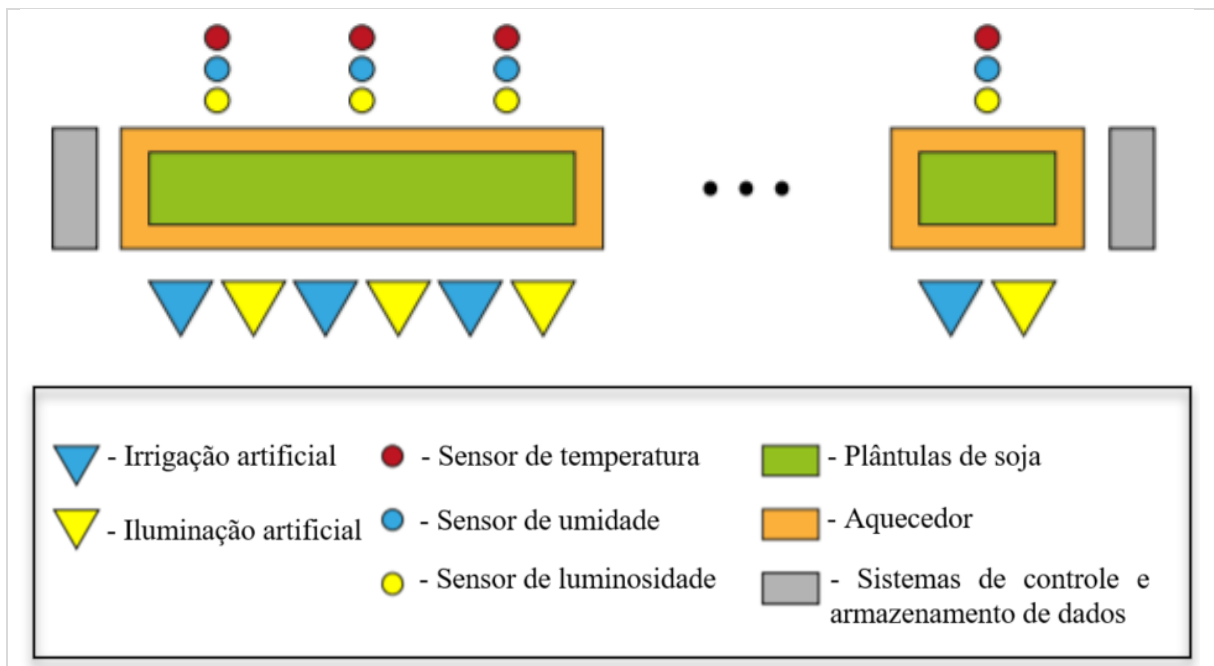 - Irrigação artificial
- Iluminação artificial
- Sensor de temperatura
- Sensor de umidade
- Sensor de luminosidade
- Plântulas de soja
- Aquecedor
- Sistemas de controle e
armazenamento de dados